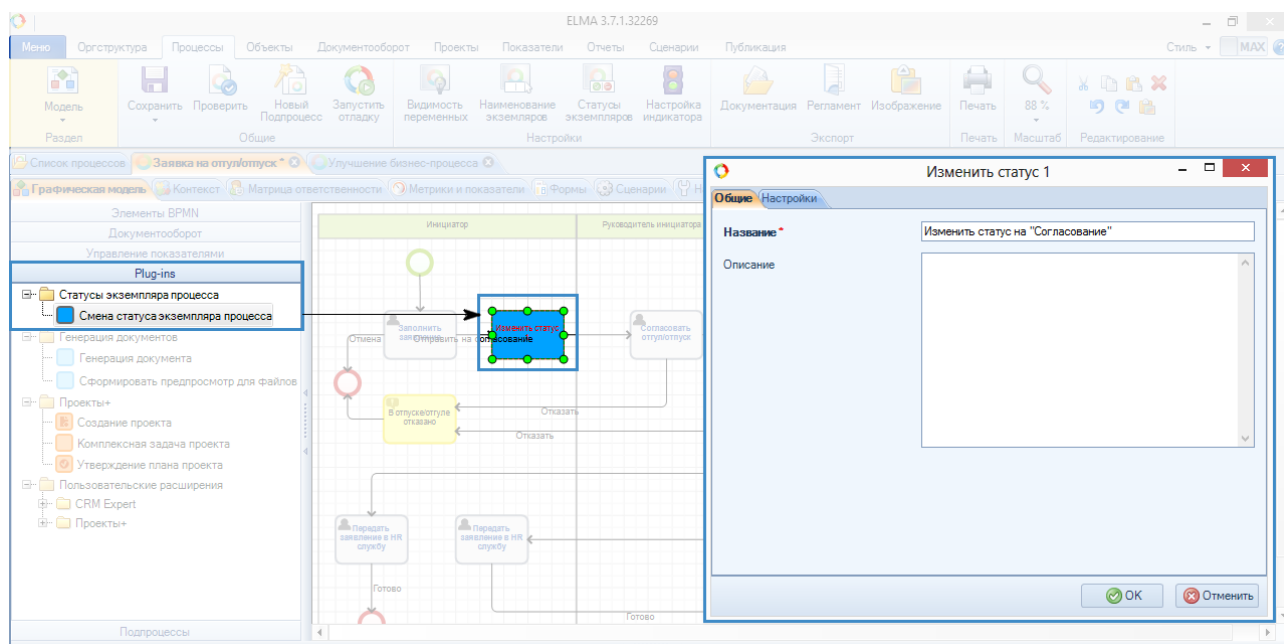 ELMA 3.7.1.32269
Меню Оргструктура Процессы Объекты Документооборот Проекты Показатели Отчеты Сценарии Публикация Стиль MAX
Модель Сохранить Проверить Новый Подпроцесс Запустить отладку Видимость переменных Наименование экземпляров Статусы экземпляров Настройка индикатора Документация Регламент Изображение Печать 88 %
Раздел Общие Настройки Экспорт Печать Масштаб Редактирование
Список процессов Заявка на отгул/отпуск * Улучшение бизнес-процесса
Графическая модель Контекст Матрица ответственности Метрики и показатели Формы Сценарии Н
Элементы BPMN
Документооборот
Управление показателями
Plug-ins
Статусы экземпляра процесса
Смена статуса экземпляра процесса
Генерация документов
Генерация документа
Сформировать предпросмотр для файлов
Проекты+
Создание проекта
Комплексная задача проекта
Утверждение плана проекта
Пользовательские расширения
CRM Expert
Проекты+
Подпроцессы
Инициатор Руководитель инициатора
Заполнить
заявление
Отмена
Отправить на согласование
Изменить статус
Согласовать
отгул/отпуск
В отпуске/отгуле
отказано
Отказать
Отказать
Передать
заявление в HR
службу
Передать
заявление в HR
службу
Готово
Готово
Изменить статус 1
Общие Настройки
Название *
Изменить статус на "Согласование"
Описание
OK Отменить